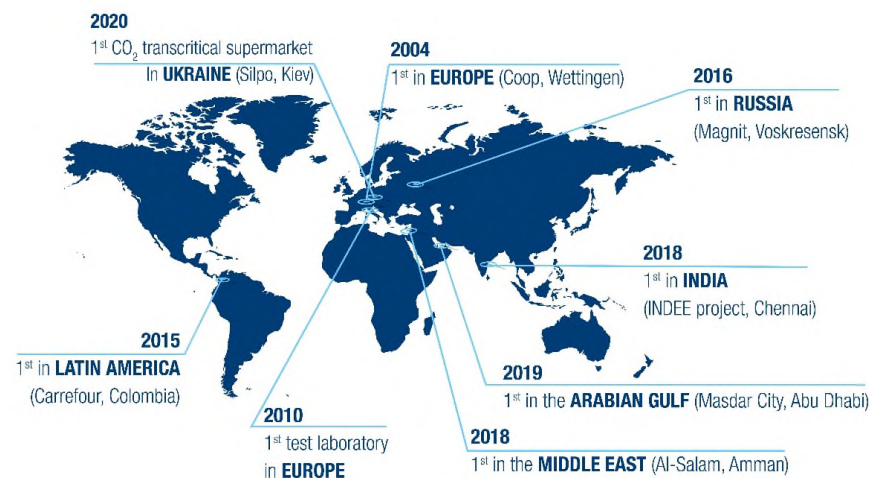 2020
1st CO2 transcritical supermarket
In UKRAINE (Silpo, Kiev)
2004
1st in EUROPE (Coop, Wettingen)
2016
1st in RUSSIA
(Magnit, Voskresensk)
2018
1st in INDIA
(INDEE project, Chennai)
2015
1st in LATIN AMERICA
(Carrefour, Colombia)
2019
1st in the ARABIAN GULF (Masdar City, Abu Dhabi)
2010
1st test laboratory
in EUROPE
2018
1st in the MIDDLE EAST (Al-Salam, Amman)